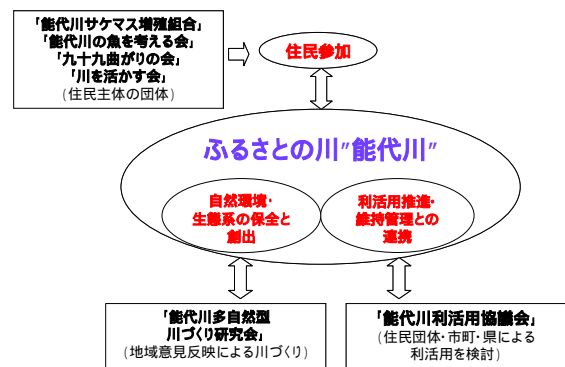 「能代川サケマス増殖組合」
「能代川の魚を考える会」
「九十九曲がりの会」
「川を活かす会」
(住民主体の団体)
住民参加
ふるさとの川”能代川”
自然環境・
生態系の保全と
創出
利活用推進・
維持管理との
連携
「能代川多自然型
川づくり研究会」
(地域意見反映による川づくり)
「能代川利活用協議会」
(住民団体・市町・県による
利活用を検討)